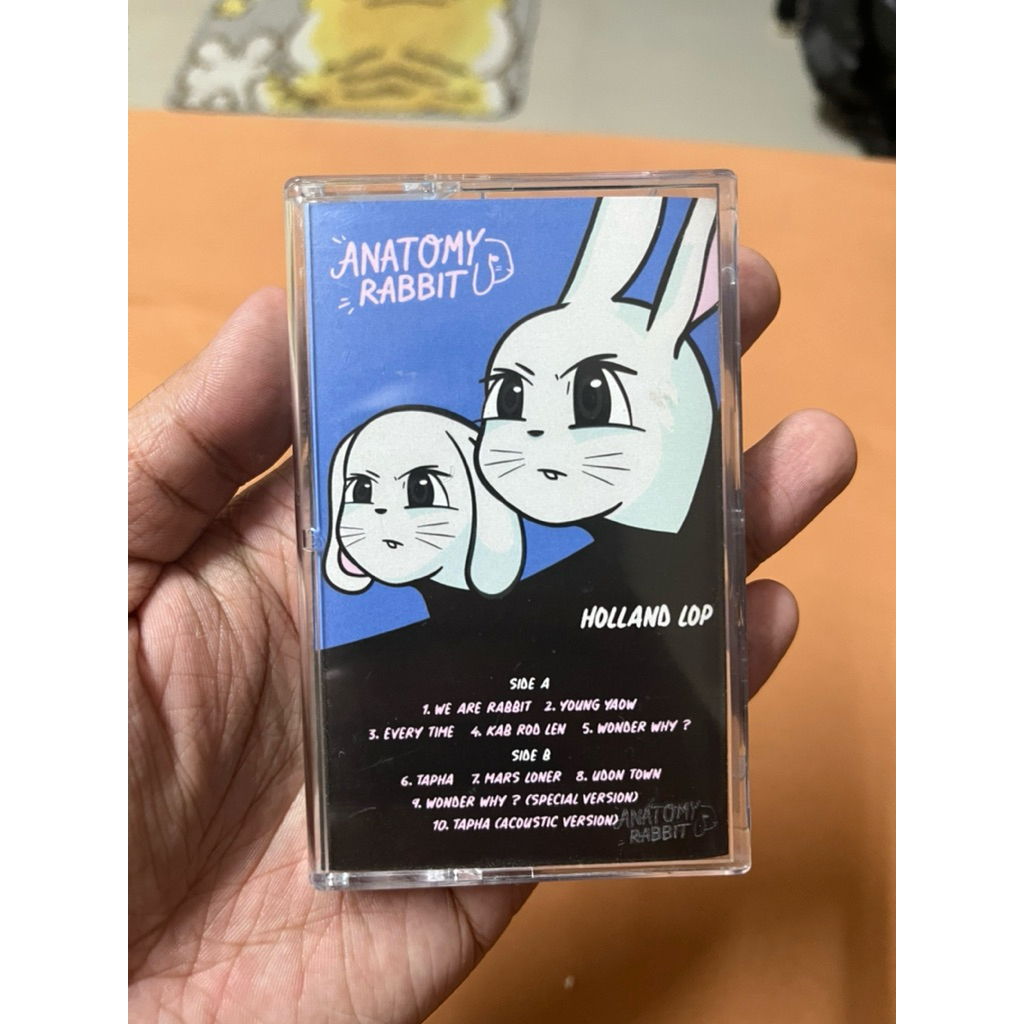 ANATOMY
RABBIT
HOLLAND LOP
SIDE A
1. WE ARE RABBIT 2. YOUNG YAOW
3. EVERY TIME 4. KAB ROD LEN 5. WONDER WHY ?
SIDE B
6. TAPHA 7. MARS LONER 8. UDON TOWN
9. WONDER WHY ? (SPECIAL VERSION)
10. TAPHA (ACOUSTIC VERSION)
ANATOMY
RABBIT